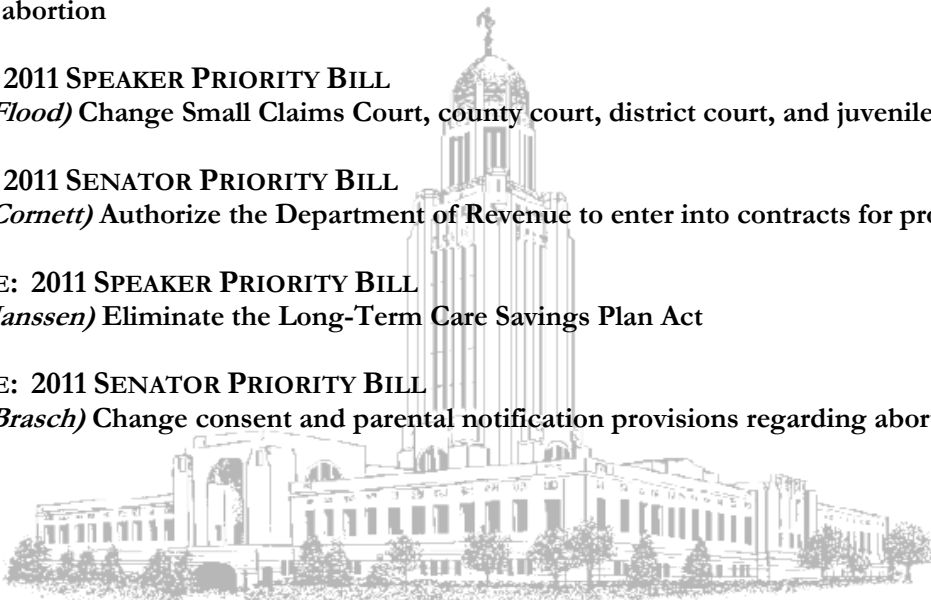 abortion
2011 SPEAKER PRIORITY BILL
Flood) Change Small Claims Court, county court, district court, and juvenile
2011 SENATOR PRIORITY BILL
Cornett) Authorize the Department of Revenue to enter into contracts for pro
E: 2011 SPEAKER PRIORITY BILL
Janssen) Eliminate the Long-Term Care Savings Plan Act
E: 2011 SENATOR PRIORITY BILL
Brasch) Change consent and parental notification provisions regarding abor